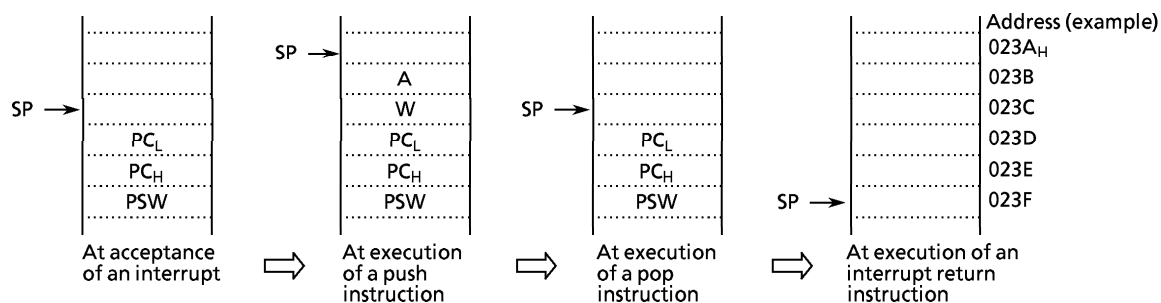 Address (example)
023AH
SP
A
023B
SP
W
SP
023C
PCL
PCL
PCL
023D
PCH
PCH
PCH
023E
PSW
PSW
PSW
SP
023F
At acceptance
of an interrupt
At execution
of a push
instruction
At execution
of a pop
instruction
At execution of an
interrupt return
instruction